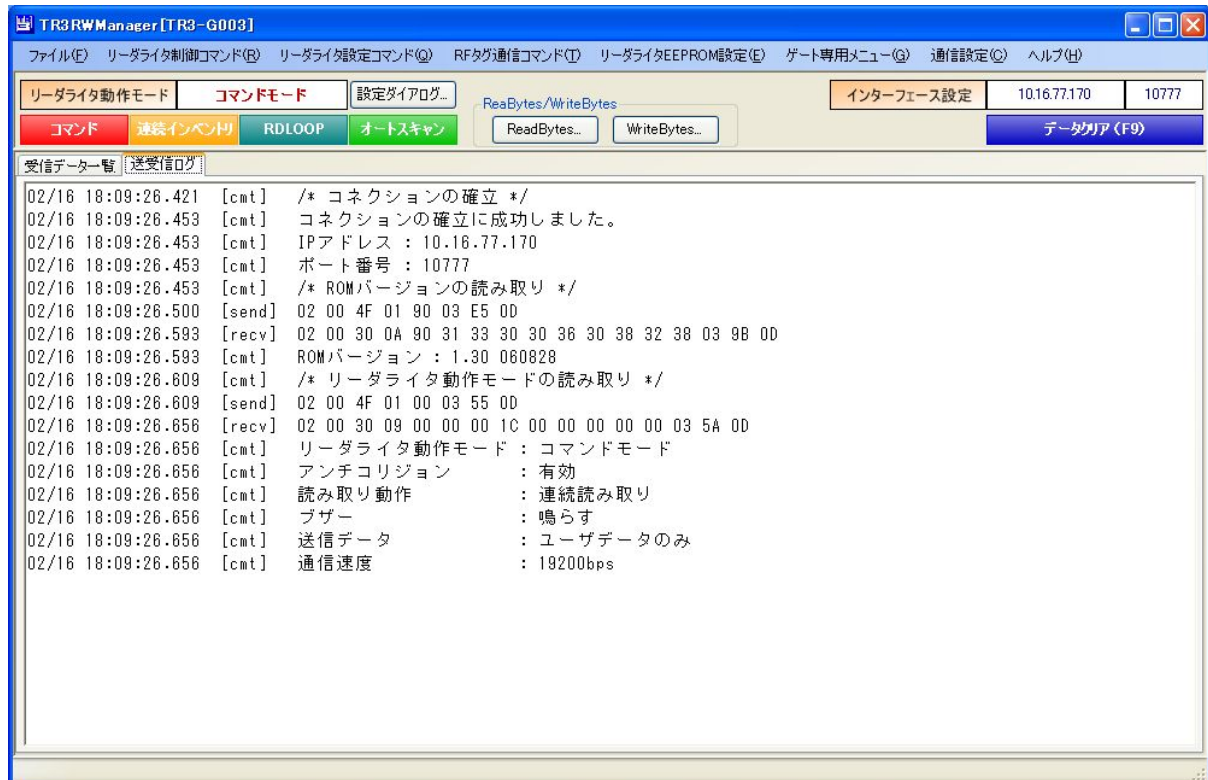 TR3RWManager[TR3-G003]
ファイル(F) リーダライタ制御コマンド(R) リーダライタ設定コマンド(Q) RFタグ通信コマンド(T) リーダライタEEPROM設定(E) ゲート専用メニュー(G) 通信設定(C) ヘルプ(H)
リーダライタ動作モード コマンドモード 設定ダイアログ... ReaBytes/WriteBytes インターフェース設定 10.16.77.170 10777
コマンド 連続インベントリ RDLOOP オートスキャン ReadBytes... WriteBytes... データクリア(F9)
受信データ一覧 送受信ログ
02/16 18:09:26.421 [cmt] /* コネクションの確立 */
02/16 18:09:26.453 [cmt] コネクションの確立に成功しました。
02/16 18:09:26.453 [cmt] IPアドレス : 10.16.77.170
02/16 18:09:26.453 [cmt] ポート番号 : 10777
02/16 18:09:26.453 [cmt] /* ROMバージョンの読み取り */
02/16 18:09:26.500 [send] 02 00 4F 01 90 03 E5 0D
02/16 18:09:26.593 [recv] 02 00 30 0A 90 31 33 30 30 36 30 38 32 38 03 9B 0D
02/16 18:09:26.593 [cmt] ROMバージョン : 1.30 060828
02/16 18:09:26.609 [cmt] /* リーダライタ動作モードの読み取り */
02/16 18:09:26.609 [send] 02 00 4F 01 00 03 55 0D
02/16 18:09:26.656 [recv] 02 00 30 09 00 00 00 1C 00 00 00 00 00 03 5A 0D
02/16 18:09:26.656 [cmt] リーダライタ動作モード : コマンドモード
02/16 18:09:26.656 [cmt] アンチコリジョン : 有効
02/16 18:09:26.656 [cmt] 読み取り動作 : 連続読み取り
02/16 18:09:26.656 [cmt] ブザー : 鳴らす
02/16 18:09:26.656 [cmt] 送信データ : ユーザデータのみ
02/16 18:09:26.656 [cmt] 通信速度 : 19200bps